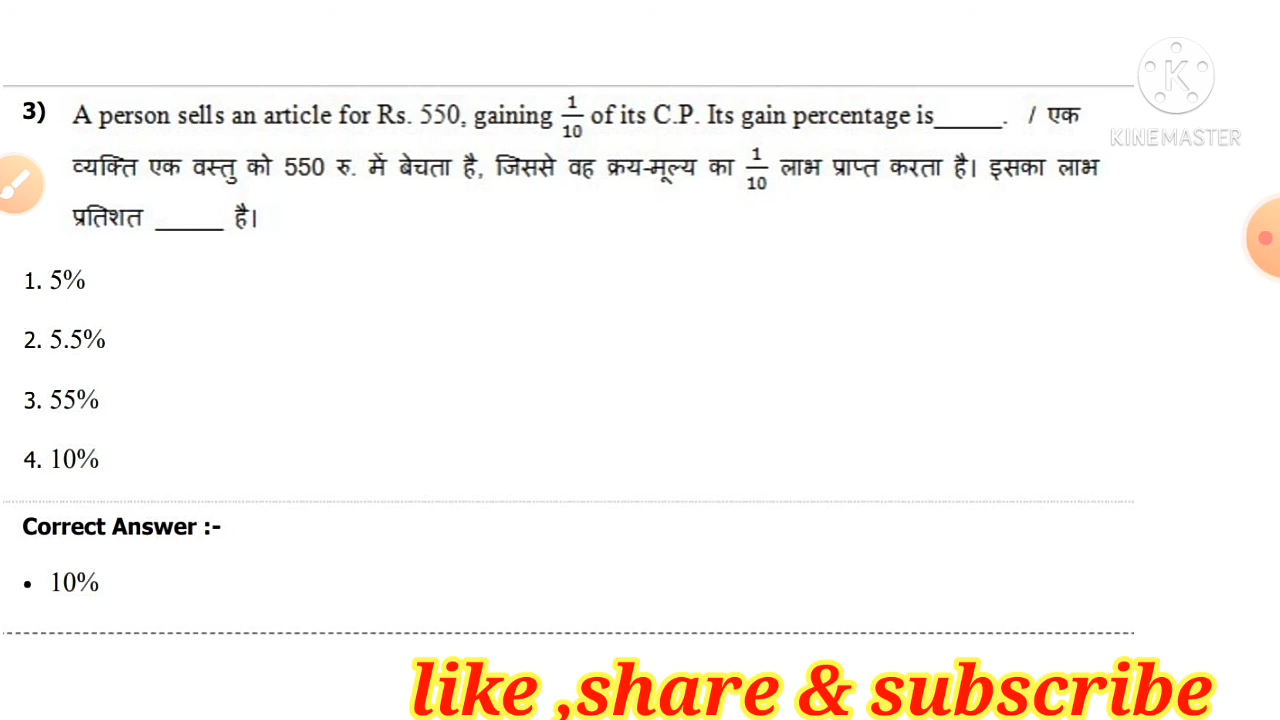 KINEMASTER
3) A person sells an article for Rs. 550, gaining 1/10 of its C.P. Its gain percentage is_____. / एक
व्यक्ति एक वस्तु को 550 रु. में बेचता है, जिससे वह क्रय-मूल्य का 1/10 लाभ प्राप्त करता है। इसका लाभ
प्रतिशत _____ है।
1. 5%
2. 5.5%
3. 55%
4. 10%
Correct Answer :-
• 10%
like ,share & subscribe